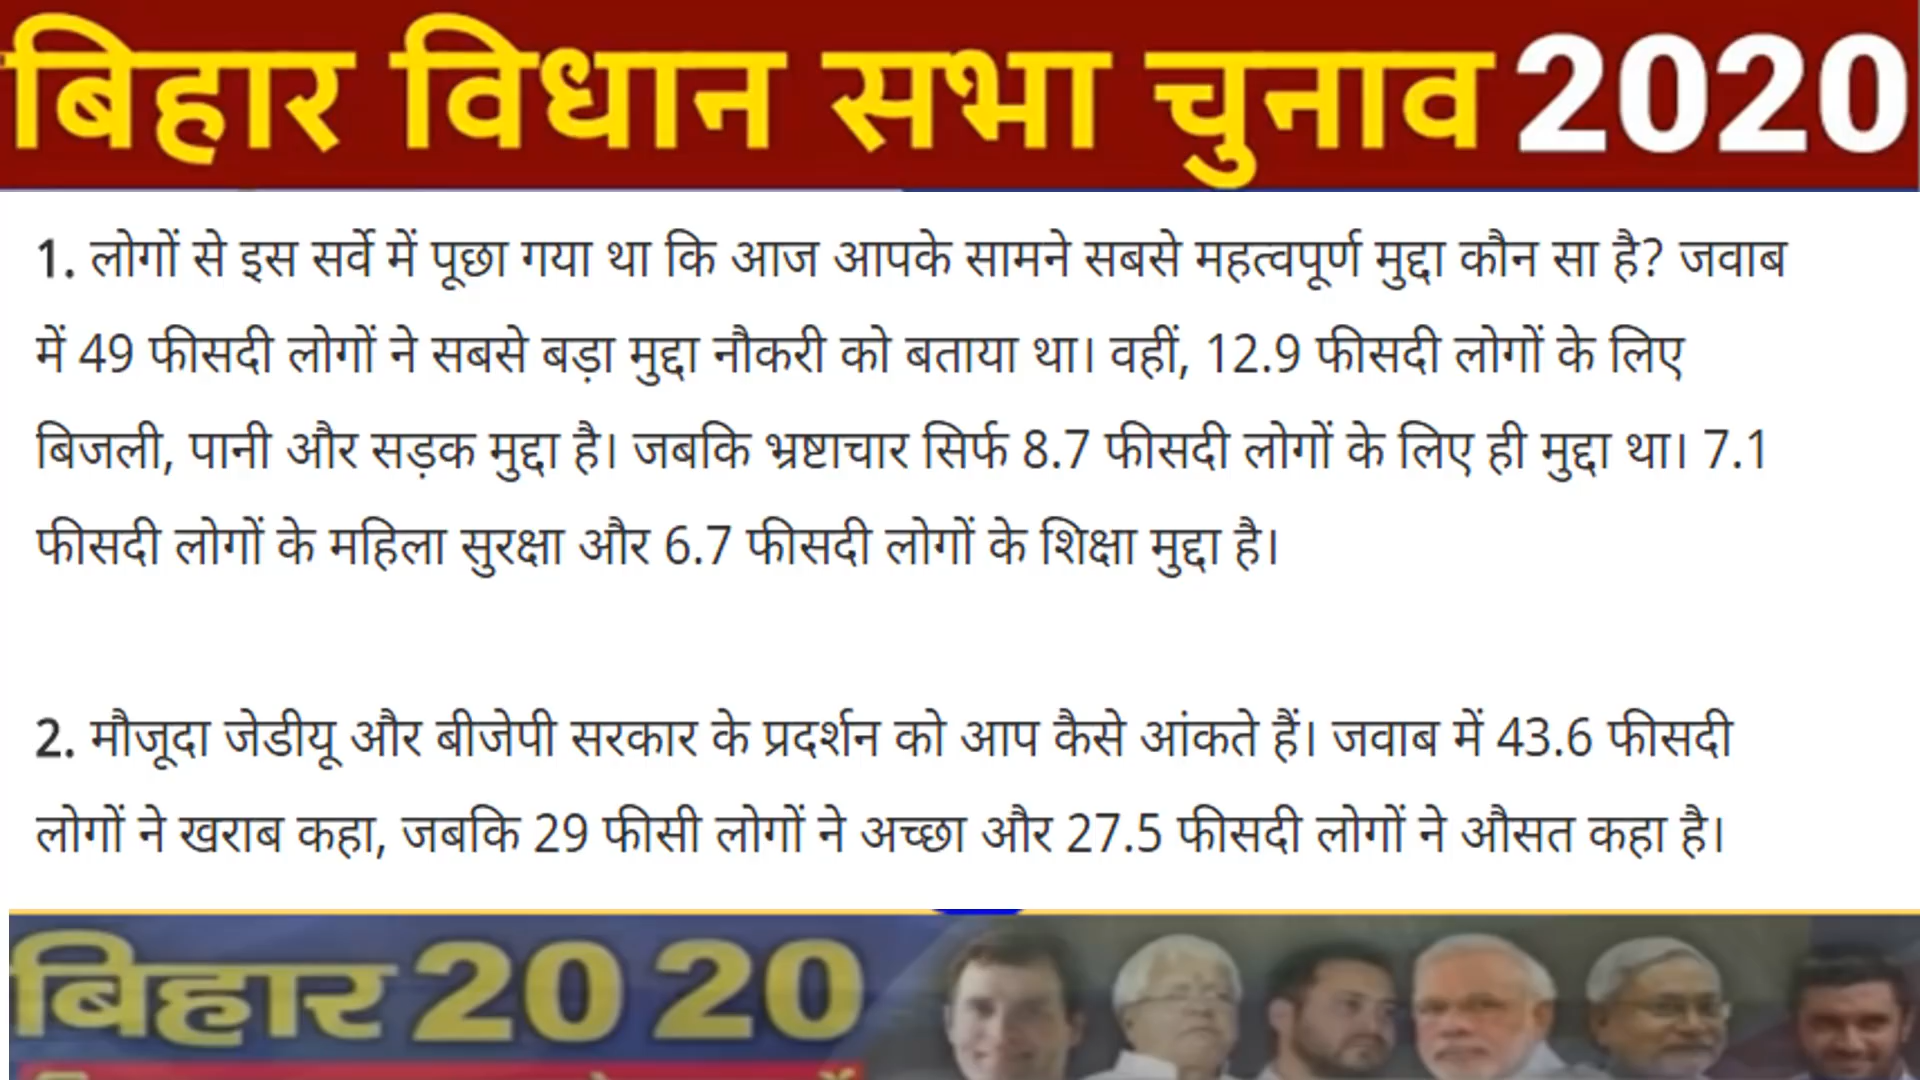 बिहार विधान सभा चुनाव 2020
1. लोगों से इस सर्वे में पूछा गया था कि आज आपके सामने सबसे महत्वपूर्ण मुद्दा कौन सा है? जवाब
में 49 फीसदी लोगों ने सबसे बड़ा मुद्दा नौकरी को बताया था। वहीं, 12.9 फीसदी लोगों के लिए
बिजली, पानी और सड़क मुद्दा है। जबकि भ्रष्टाचार सिर्फ 8.7 फीसदी लोगों के लिए ही मुद्दा था। 7.1
फीसदी लोगों के महिला सुरक्षा और 6.7 फीसदी लोगों के शिक्षा मुद्दा है।
2. मौजूदा जेडीयू और बीजेपी सरकार के प्रदर्शन को आप कैसे आंकते हैं। जवाब में 43.6 फीसदी
लोगों ने खराब कहा, जबकि 29 फीसी लोगों ने अच्छा और 27.5 फीसदी लोगों ने औसत कहा है।
बिहार 2020